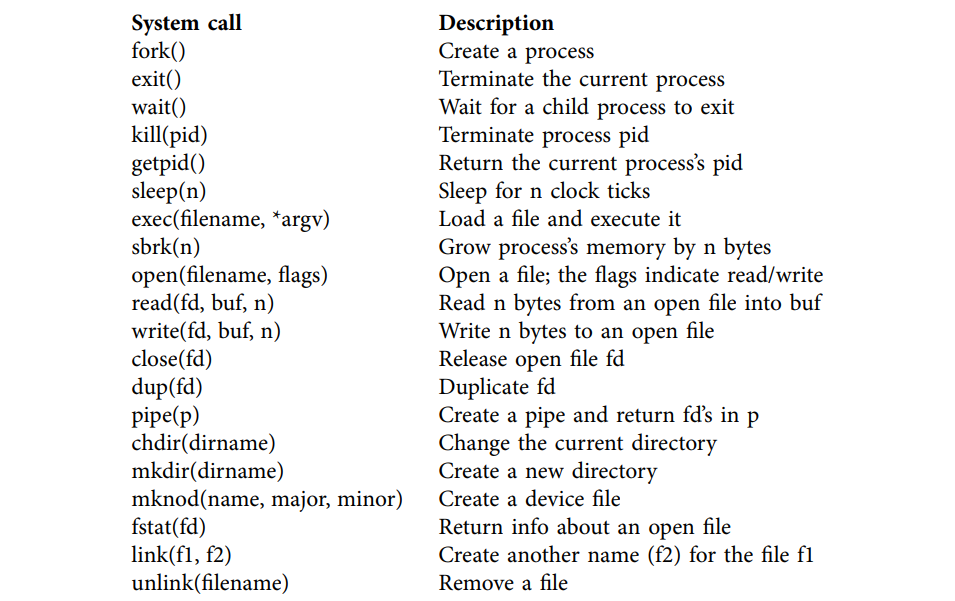 System call Description
fork() Create a process
exit() Terminate the current process
wait() Wait for a child process to exit
kill(pid) Terminate process pid
getpid() Return the current process’s pid
sleep(n) Sleep for n clock ticks
exec(filename, *argv) Load a file and execute it
sbrk(n) Grow process’s memory by n bytes
open(filename, flags) Open a file; the flags indicate read/write
read(fd, buf, n) Read n bytes from an open file into buf
write(fd, buf, n) Write n bytes to an open file
close(fd) Release open file fd
dup(fd) Duplicate fd
pipe(p) Create a pipe and return fd’s in p
chdir(dirname) Change the current directory
mkdir(dirname) Create a new directory
mknod(name, major, minor) Create a device file
fstat(fd) Return info about an open file
link(f1, f2) Create another name (f2) for the file f1
unlink(filename) Remove a file